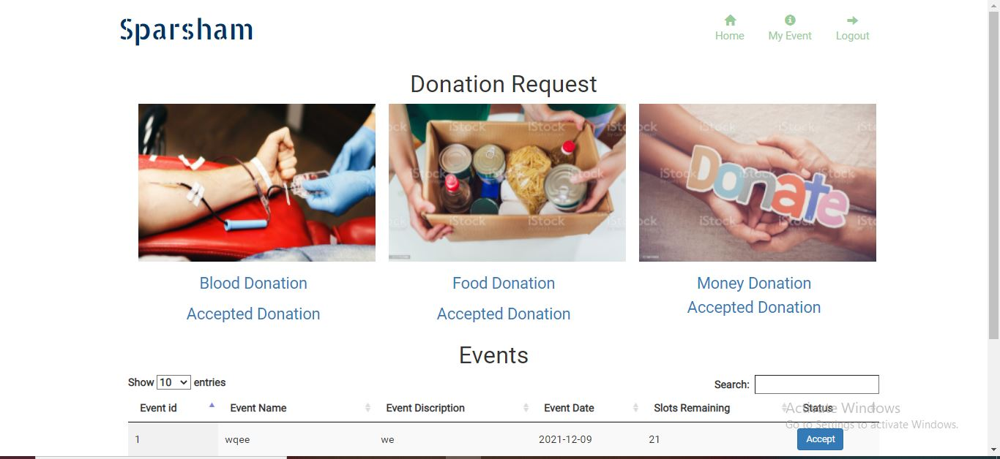 Sparsham
Home
My Event
Logout
Donation Request
iStock
iStock
iStock
iStock
iStock
iStock
Donate
Blood Donation
Food Donation
Money Donation
Accepted Donation
Accepted Donation
Accepted Donation
Events
Show 10 entries
Search:
Event id Event Name Event Discription Event Date Slots Remaining Status
Activate Windows
Go to Settings to activate Windows.
1 wqee we 2021-12-09 21 Accept